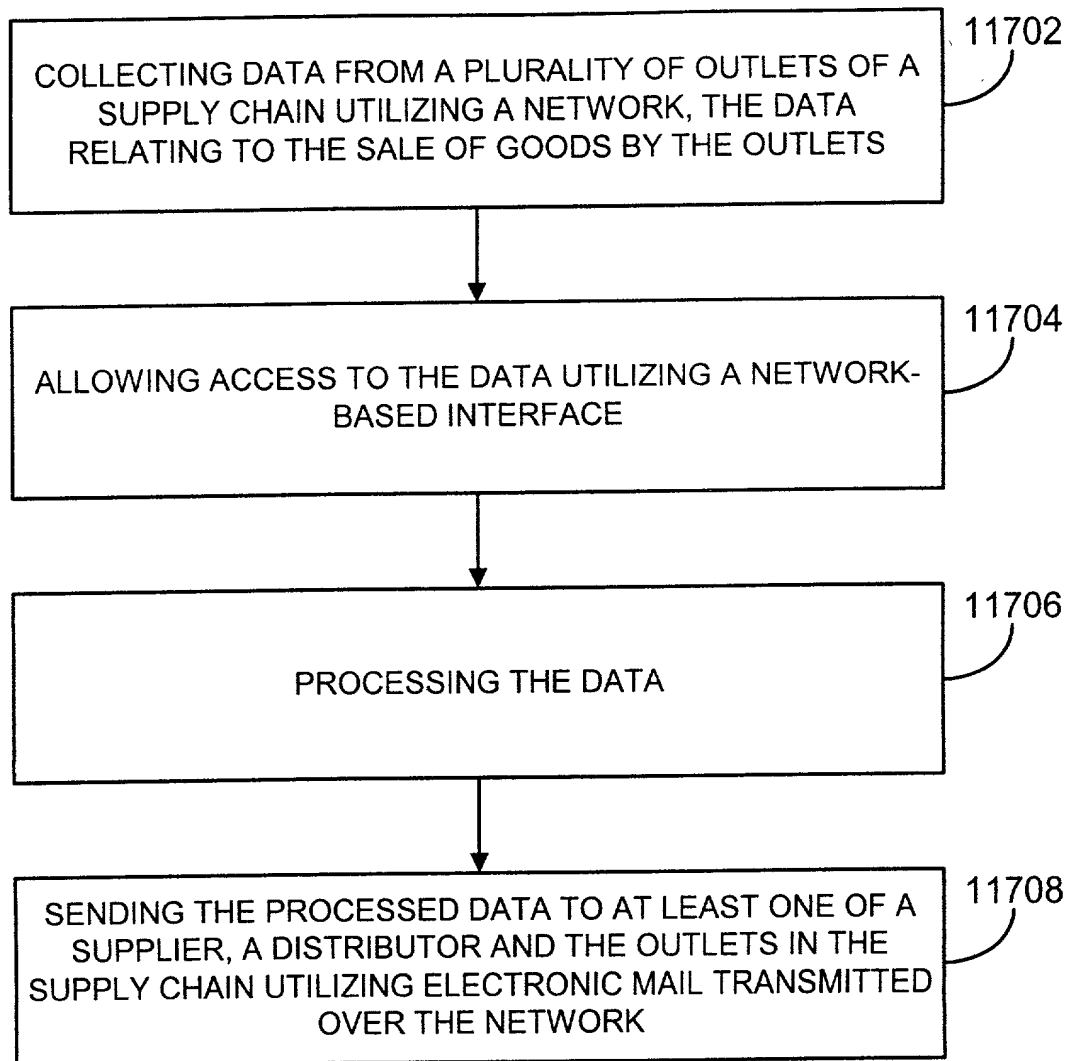 11702
COLLECTING DATA FROM A PLURALITY OF OUTLETS OF A
SUPPLY CHAIN UTILIZING A NETWORK, THE DATA
RELATING TO THE SALE OF GOODS BY THE OUTLETS
11704
ALLOWING ACCESS TO THE DATA UTILIZING A NETWORK-
BASED INTERFACE
11706
PROCESSING THE DATA
11708
SENDING THE PROCESSED DATA TO AT LEAST ONE OF A
SUPPLIER, A DISTRIBUTOR AND THE OUTLETS IN THE
SUPPLY CHAIN UTILIZING ELECTRONIC MAIL TRANSMITTED
OVER THE NETWORK